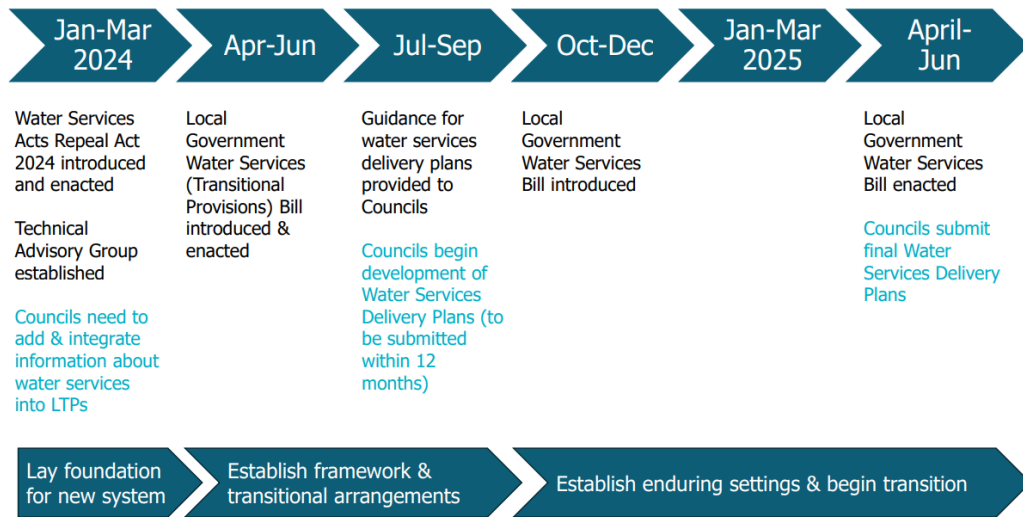 Jan-Mar
2024
Apr-Jun
Jul-Sep
Oct-Dec
Jan-Mar
2025
April-
Jun
Water Services
Acts Repeal Act
2024 introduced
and enacted
Technical
Advisory Group
established
Councils need to
add & integrate
information about
water services
into LTPs
Local
Government
Water Services
(Transitional
Provisions) Bill
introduced &
enacted
Guidance for
water services
delivery plans
provided to
Councils
Councils begin
development of
Water Services
Delivery Plans (to
be submitted
within 12
months)
Local
Government
Water Services
Bill introduced
Local
Government
Water Services
Bill enacted
Councils submit
final Water
Services Delivery
Plans
Lay foundation
for new system
Establish framework &
transitional arrangements
Establish enduring settings & begin transition